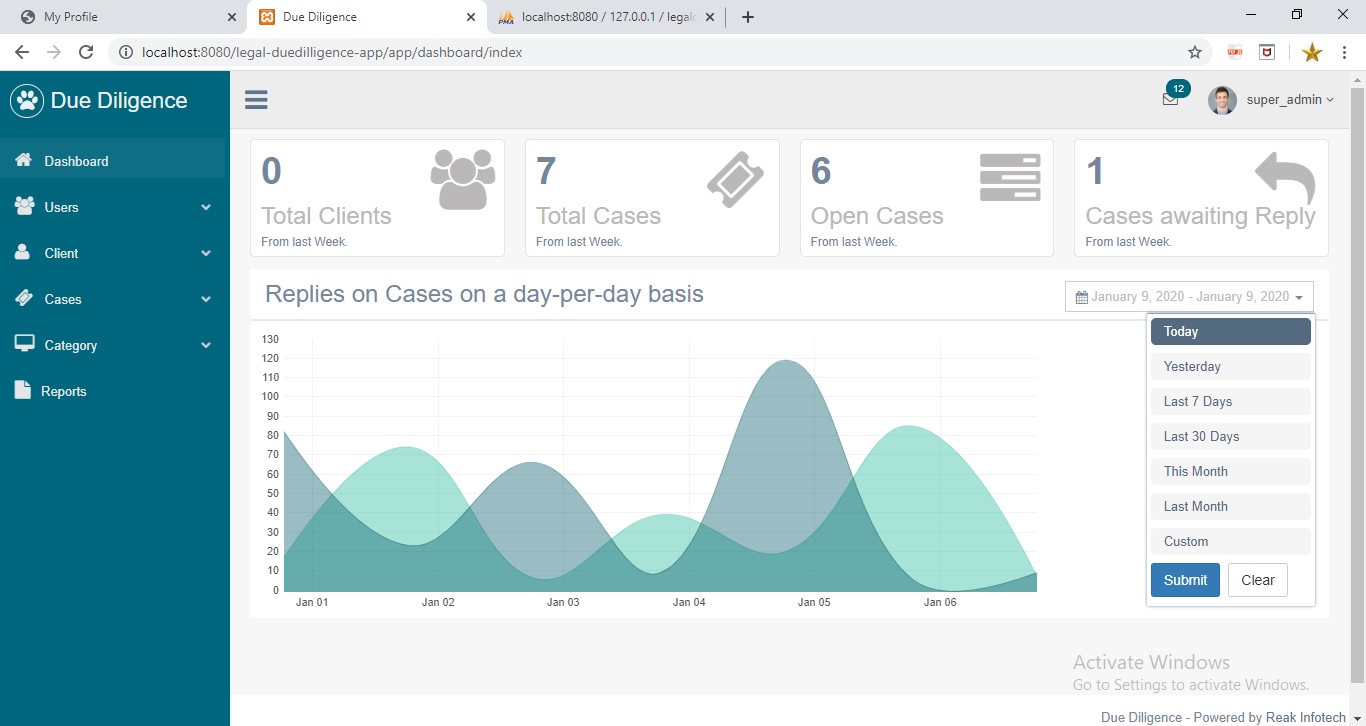 My Profile
Due Diligence
localhost:8080 / 127.0.0.1 /
localhost:8080/legal-duedilligence-app/app/dashboard/index
Due Diligence
12
super_admin
Dashboard
Users
Client
Cases
Category
Reports
0
Total Clients
From last Week.
7
Total Cases
From last Week.
6
Open Cases
From last Week.
1
Cases awaiting Reply
From last Week.
Replies on Cases on a day-per-day basis
January 9, 2020 - January 9, 2020
Today
Yesterday
Last 7 Days
Last 30 Days
This Month
Last Month
Custom
Submit
Clear
130
120
110
100
90
80
70
60
50
40
30
20
10
0
Jan 01
Jan 02
Jan 03
Jan 04
Jan 05
Jan 06
Activate Windows
Go to Settings to activate Windows.
Due Diligence - Powered by Reak Infotech